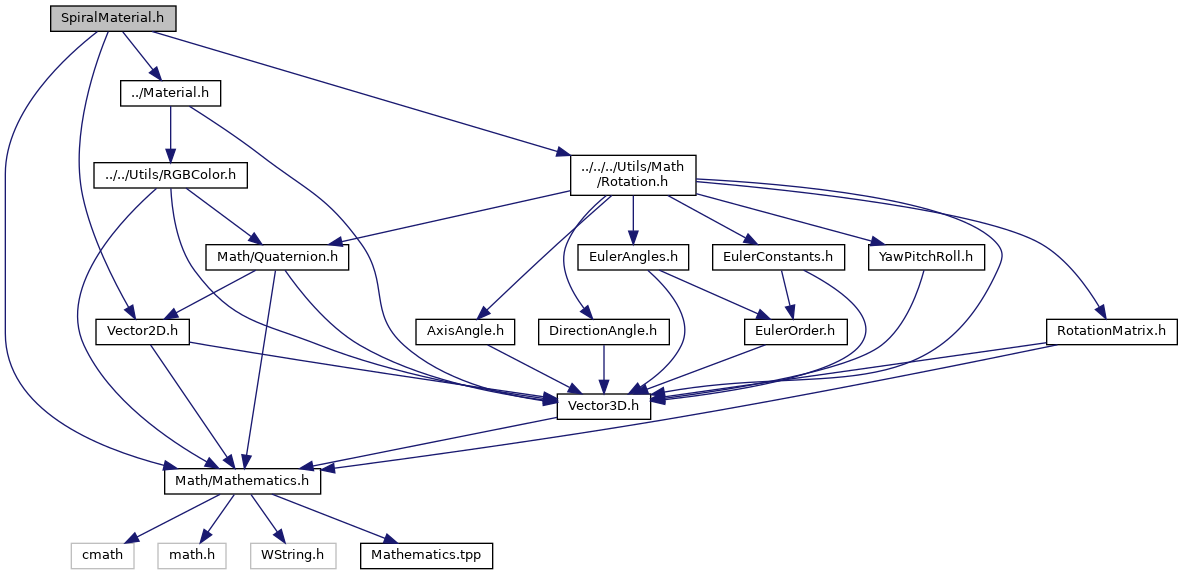 SpiralMaterial.h
../Material.h
../../../Utils/Math
/Rotation.h
../../Utils/RGBColor.h
Math/Quaternion.h
EulerAngles.h
EulerConstants.h
YawPitchRoll.h
Vector2D.h
AxisAngle.h
DirectionAngle.h
EulerOrder.h
RotationMatrix.h
Vector3D.h
Math/Mathematics.h
cmath
math.h
WString.h
Mathematics.tpp